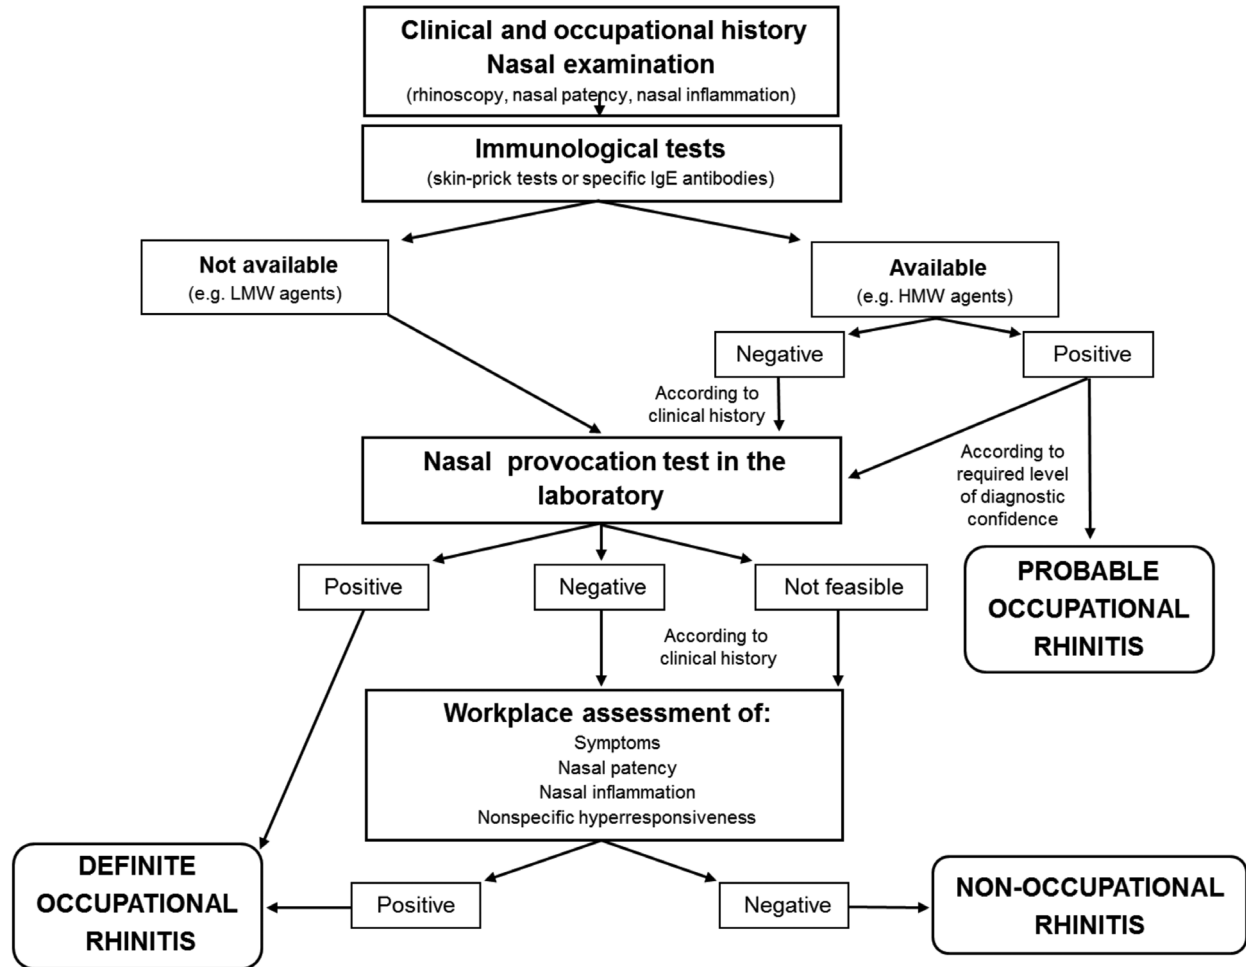 Clinical and occupational history
Nasal examination
(rhinoscopy, nasal patency, nasal inflammation)
Immunological tests
(skin-prick tests or specific IgE antibodies)
Not available
(e.g. LMW agents)
Available
(e.g. HMW agents)
Negative
Positive
According to
clinical history
Nasal provocation test in the
laboratory
According to
required level
of diagnostic
confidence
Positive
Negative
Not feasible
PROBABLE
OCCUPATIONAL
RHINITIS
According to
clinical history
Workplace assessment of:
Symptoms
Nasal patency
Nasal inflammation
Nonspecific hyperresponsiveness
DEFINITE
OCCUPATIONAL
RHINITIS
Positive
Negative
NON-OCCUPATIONAL
RHINITIS